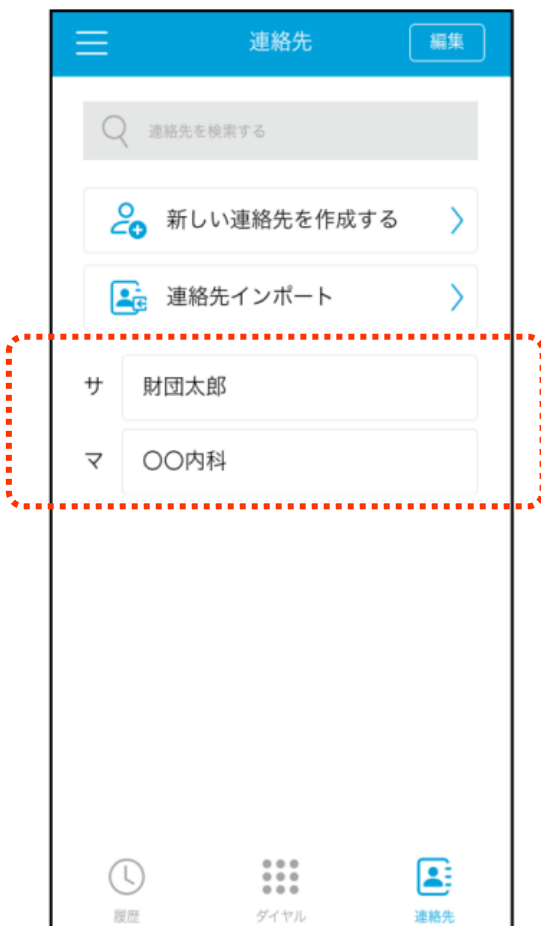 連絡先 編集
連絡先を検索する
新しい連絡先を作成する
連絡先インポート
サ 財団太郎
マ 〇〇内科
履歴 ダイヤル 連絡先